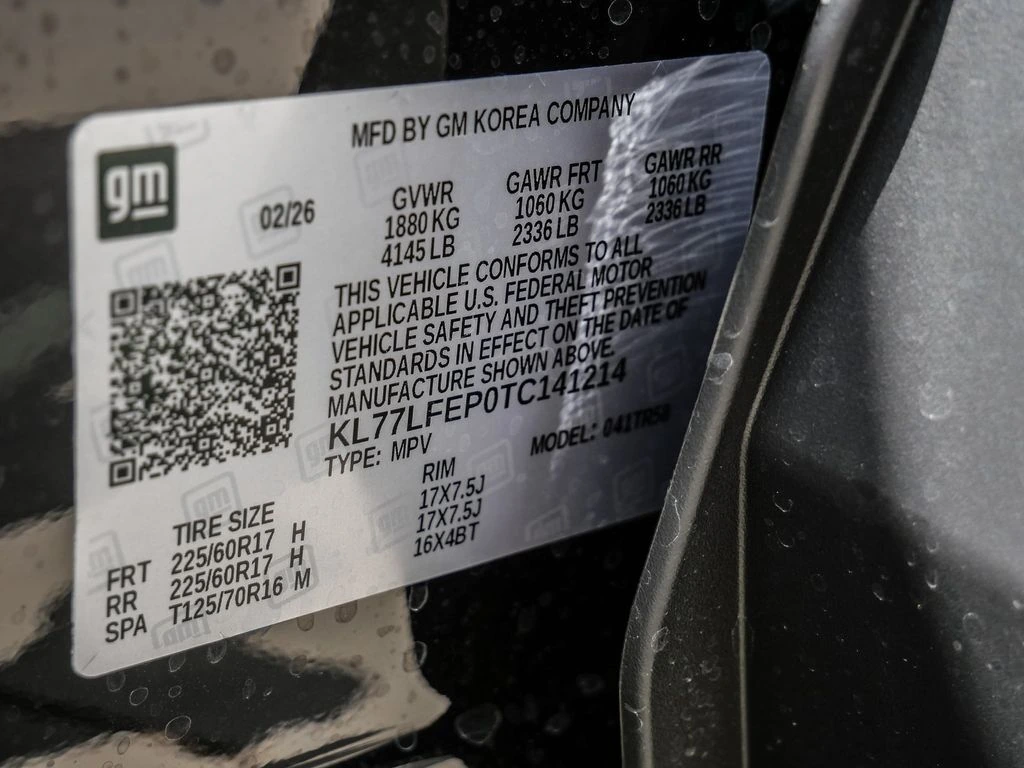 MFD BY GM KOREA COMPANY
gm
02/26
GVWR
1880 KG
4145 LB
GAWR FRT
1060 KG
2336 LB
GAWR RR
1060 KG
2336 LB
THIS VEHICLE CONFORMS TO ALL
APPLICABLE U.S. FEDERAL MOTOR
VEHICLE SAFETY AND THEFT PREVENTION
STANDARDS IN EFFECT ON THE DATE OF
MANUFACTURE SHOWN ABOVE.
KL77LFEP0TC141214
TYPE: MPV
MODEL: 041TR58
TIRE SIZE
RIM
FRT 225/60R17 H 17X7.5J
RR 225/60R17 H 17X7.5J
SPA T125/70R16 M 16X4BT